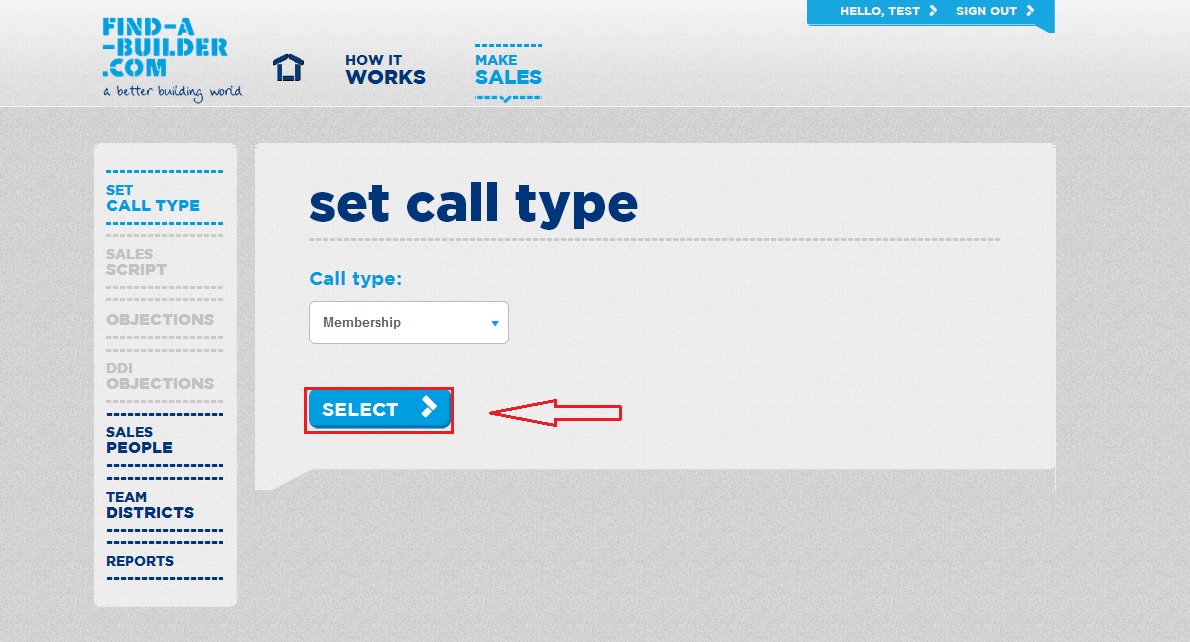 HELLO, TEST
SIGN OUT
FIND-A
-BUILDER
.COM
a better building world
HOW IT
WORKS
MAKE
SALES
SET
CALL TYPE
SALES
SCRIPT
OBJECTIONS
DDI
OBJECTIONS
SALES
PEOPLE
TEAM
DISTRICTS
REPORTS
set call type
Call type:
Membership
SELECT